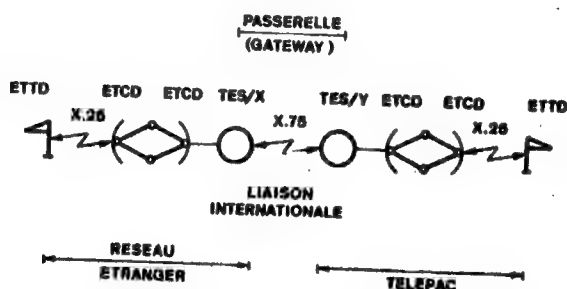 PASSERELLE
(GATEWAY)
ETTD ETCD ETCD TES/X TES/Y ETCD ETCD ETTD
X.25 X.75 X.25
LIAISON
INTERNATIONALE
RESEAU
ETRANGER
TELEPAC